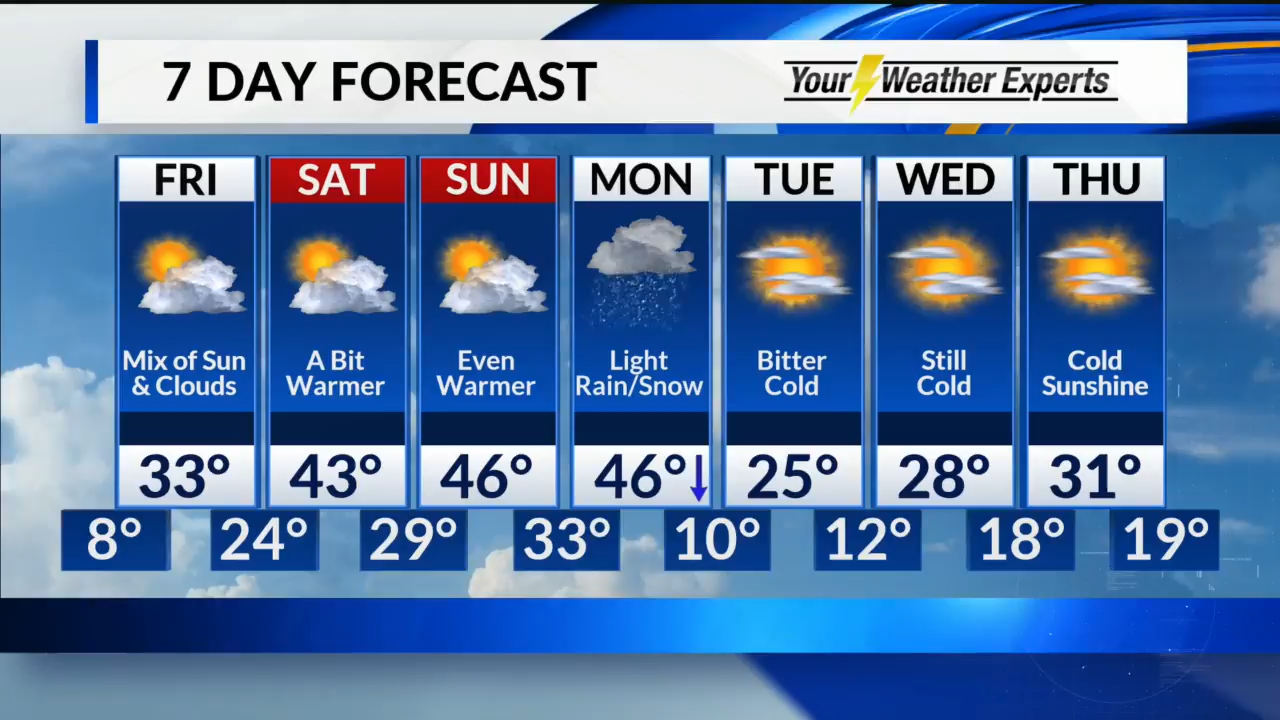 7 DAY FORECAST
Your Weather Experts
FRI SAT SUN MON TUE WED THU
Mix of Sun
& Clouds
A Bit
Warmer
Even
Warmer
Light
Rain/Snow
Bitter
Cold
Still
Cold
Cold
Sunshine
33° 43° 46° 46°↓ 25° 28° 31°
8° 24° 29° 33° 10° 12° 18° 19°